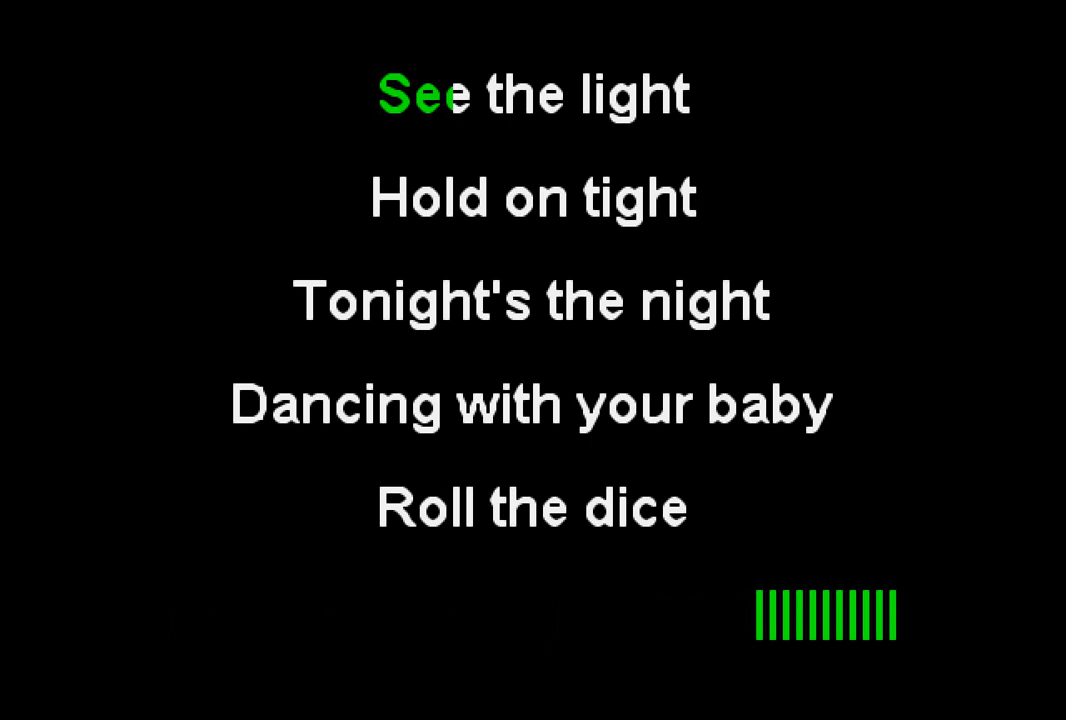 See the light
Hold on tight
Tonight's the night
Dancing with your baby
Roll the dice